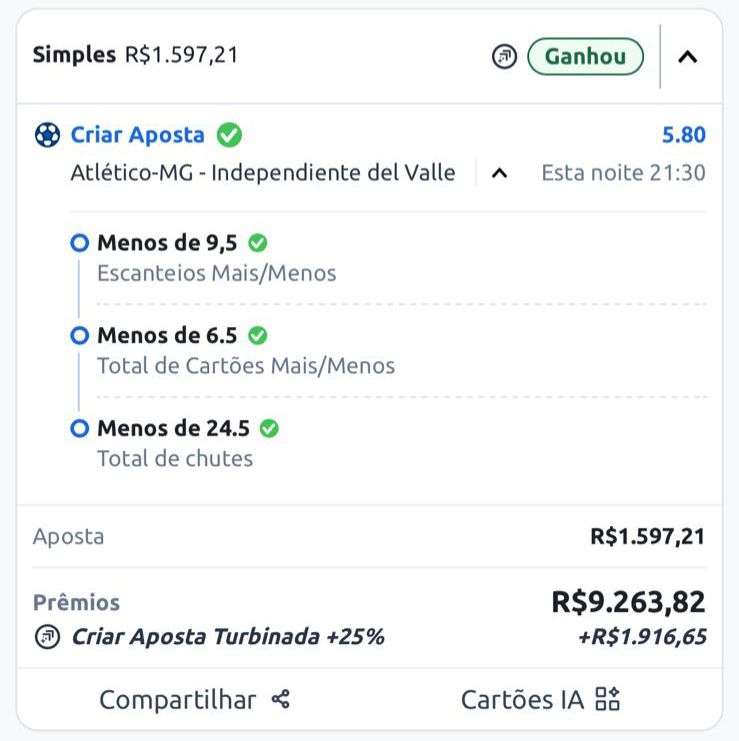 Simples R$1.597,21 Ganhou
Criar Aposta 5.80
Atlético-MG - Independiente del Valle Esta noite 21:30
Menos de 9,5
Escanteios Mais/Menos
Menos de 6.5
Total de Cartões Mais/Menos
Menos de 24.5
Total de chutes
Aposta R$1.597,21
Prêmios R$9.263,82
Criar Aposta Turbinada +25% +R$1.916,65
Compartilhar Cartões IA